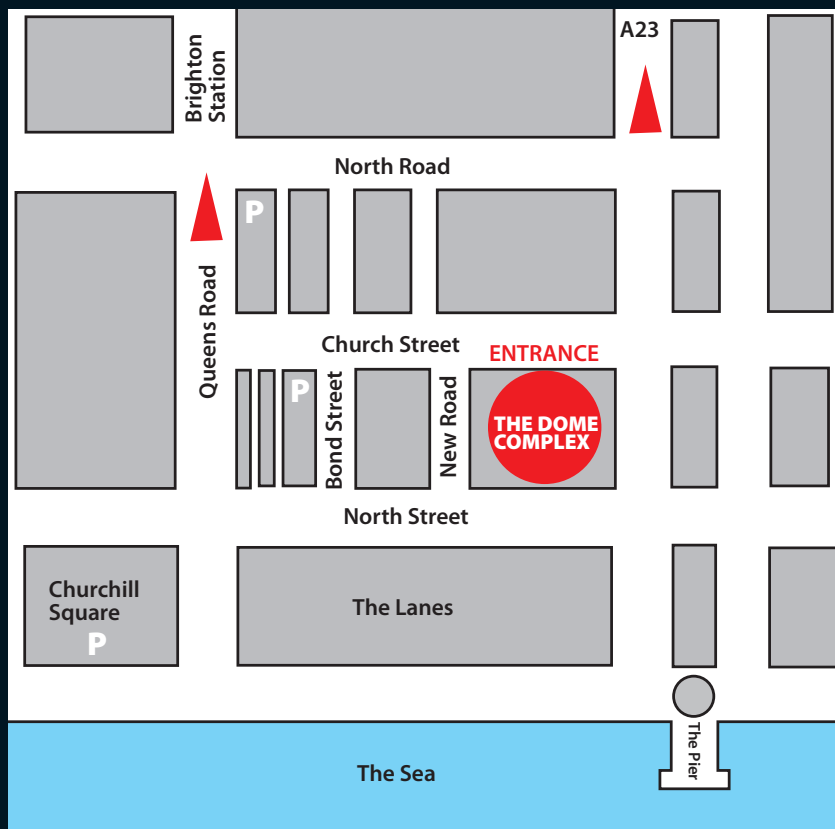 A23
Brighton
Station
North Road
P
Queens Road
Church Street
ENTRANCE
P
Bond Street
New Road
THE DOME
COMPLEX
North Street
Churchill
Square
P
The Lanes
The Pier
The Sea